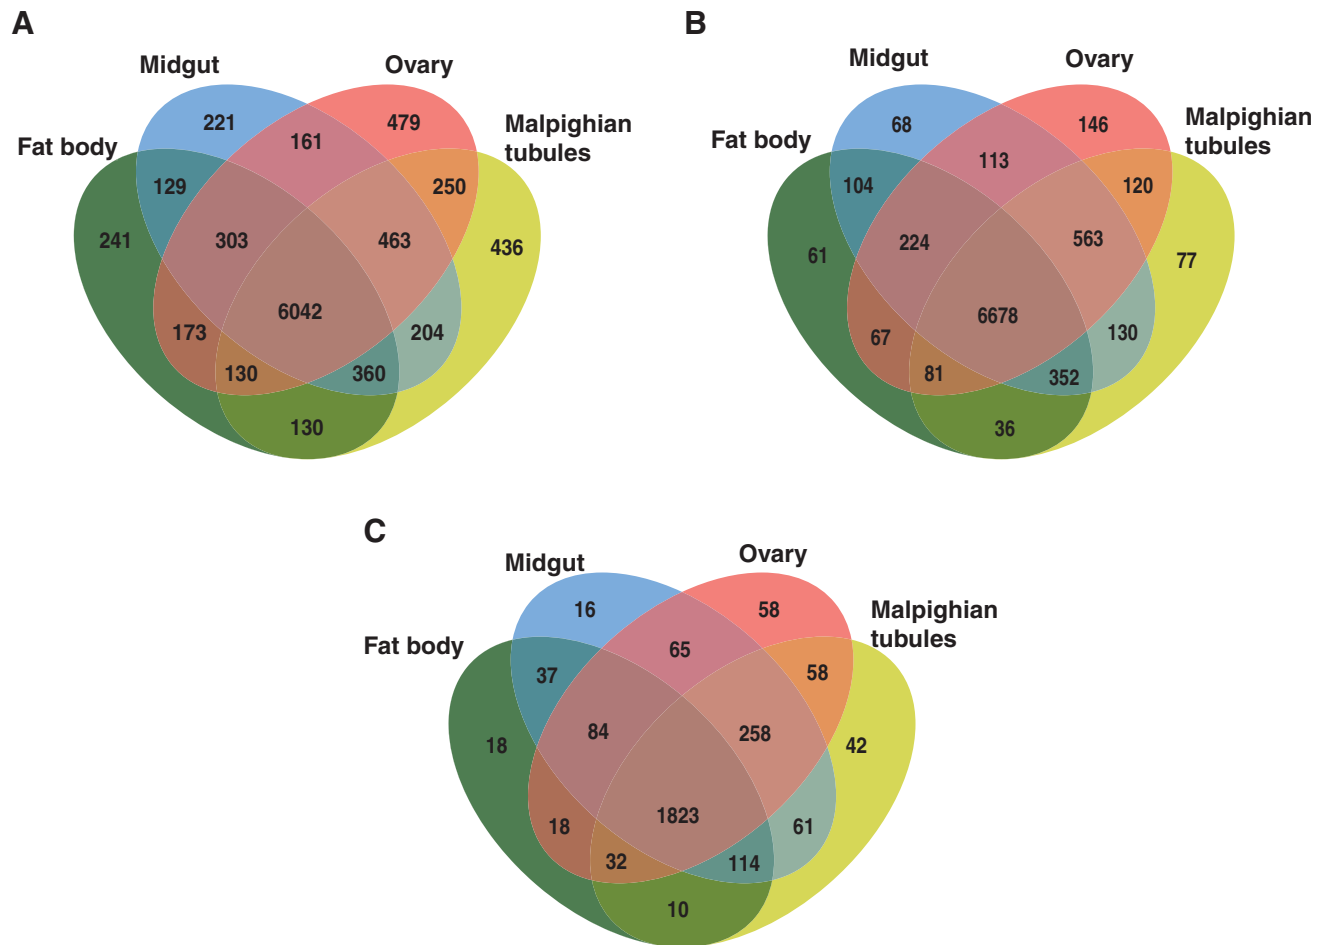 A
Midgut
Ovary
Fat body
Malpighian
tubules
221
161
479
129
250
241
303
463
436
6042
173
204
130
360
130
B
Midgut
Ovary
Fat body
Malpighian
tubules
68
113
146
104
120
61
224
563
77
6678
67
130
81
352
36
C
Midgut
Ovary
Fat body
Malpighian
tubules
16
65
58
37
58
18
84
258
42
1823
18
61
32
114
10